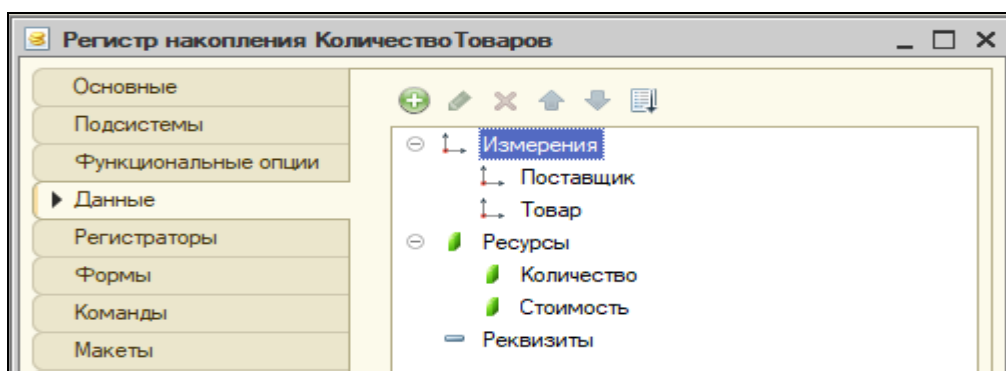 Регистр накопления КоличествоТоваров
Основные
Подсистемы
Функциональные опции
Данные
Регистраторы
Формы
Команды
Макеты
Измерения
Поставщик
Товар
Ресурсы
Количество
Стоимость
Реквизиты